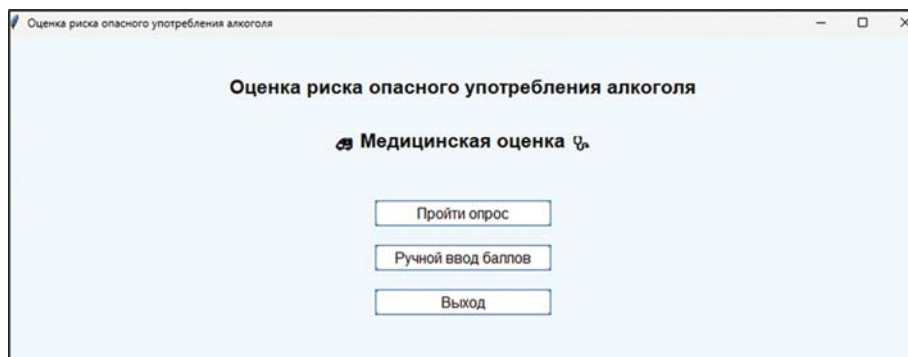 Оценка риска опасного употребления алкоголя
Оценка риска опасного употребления алкоголя
🚑 Медицинская оценка 🩺
Пройти опрос
Ручной ввод баллов
Выход